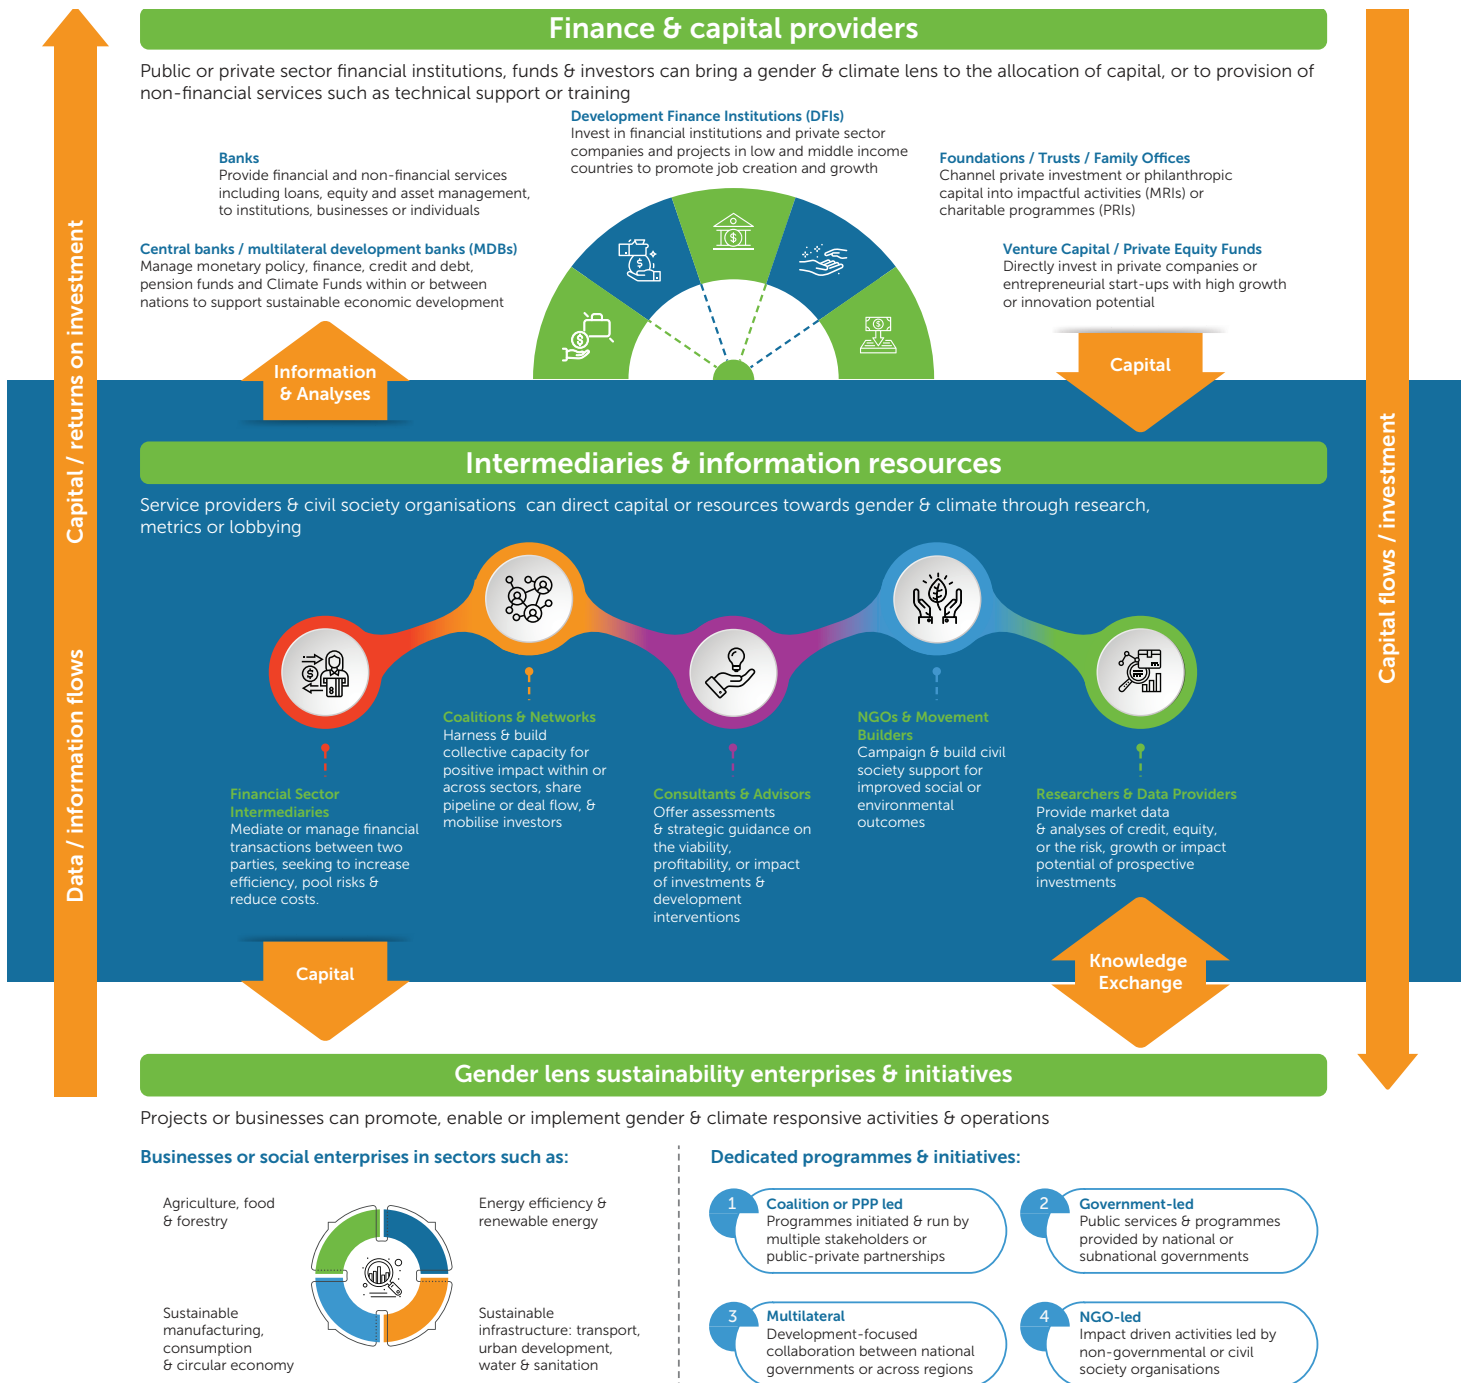 Finance & capital providers
Public or private sector financial institutions, funds & investors can bring a gender & climate lens to the allocation of capital, or to provision of
non-financial services such as technical support or training
Development Finance Institutions (DFIs)
Invest in financial institutions and private sector
companies and projects in low and middle income
countries to promote job creation and growth
Banks
Provide financial and non-financial services
including loans, equity and asset management,
to institutions, businesses or individuals
Foundations / Trusts / Family Offices
Channel private investment or philanthropic
capital into impactful activities (MRIs) or
charitable programmes (PRIs)
Central banks / multilateral development banks (MDBs)
Manage monetary policy, finance, credit and debt,
pension funds and Climate Funds within or between
nations to support sustainable economic development
Venture Capital / Private Equity Funds
Directly invest in private companies or
entrepreneurial start-ups with high growth
or innovation potential
Information
& Analyses
Capital
Capital / returns on investment
Data / information flows
Capital flows / investment
Intermediaries & information resources
Service providers & civil society organisations can direct capital or resources towards gender & climate through research,
metrics or lobbying
Financial Sector
Intermediaries
Mediate or manage financial
transactions between two
parties, seeking to increase
efficiency, pool risks &
reduce costs.
Coalitions & Networks
Harness & build
collective capacity for
positive impact within or
across sectors, share
pipeline or deal flow, &
mobilise investors
Consultants & Advisors
Offer assessments
& strategic guidance on
the viability,
profitability, or impact
of investments &
development
interventions
NGOs & Movement
Builders
Campaign & build civil
society support for
improved social or
environmental
outcomes
Researchers & Data Providers
Provide market data
& analyses of credit, equity,
or the risk, growth or impact
potential of prospective
investments
Capital
Knowledge
Exchange
Gender lens sustainability enterprises & initiatives
Projects or businesses can promote, enable or implement gender & climate responsive activities & operations
Businesses or social enterprises in sectors such as:
Agriculture, food
& forestry
Energy efficiency &
renewable energy
Sustainable
manufacturing,
consumption
& circular economy
Sustainable
infrastructure: transport,
urban development,
water & sanitation
Dedicated programmes & initiatives:
1
Coalition or PPP led
Programmes initiated & run by
multiple stakeholders or
public-private partnerships
2
Government-led
Public services & programmes
provided by national or
subnational governments
3
Multilateral
Development-focused
collaboration between national
governments or across regions
4
NGO-led
Impact driven activities led by
non-governmental or civil
society organisations